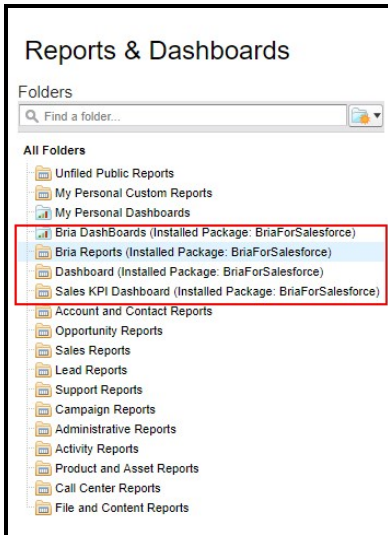 Reports & Dashboards
Folders
Find a folder...
All Folders
Unfiled Public Reports
My Personal Custom Reports
My Personal Dashboards
Bria DashBoards (Installed Package: BriaForSalesforce)
Bria Reports (Installed Package: BriaForSalesforce)
Dashboard (Installed Package: BriaForSalesforce)
Sales KPI Dashboard (Installed Package: BriaForSalesforce)
Account and Contact Reports
Opportunity Reports
Sales Reports
Lead Reports
Support Reports
Campaign Reports
Administrative Reports
Activity Reports
Product and Asset Reports
Call Center Reports
File and Content Reports